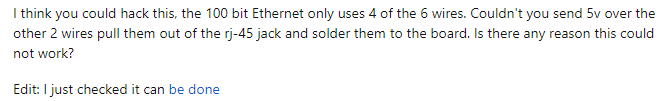 I think you could hack this, the 100 bit Ethernet only uses 4 of the 6 wires. Couldn't you send 5v over the
other 2 wires pull them out of the rj-45 jack and solder them to the board. Is there any reason this could
not work?
Edit: I just checked it can be done